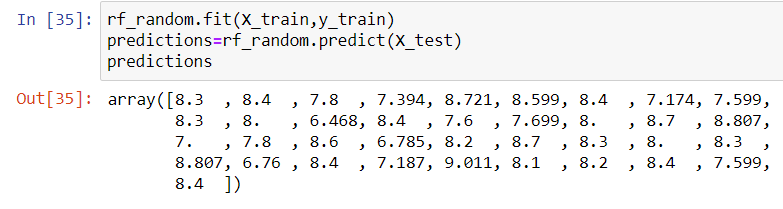 In [35]: rf_random.fit(X_train,y_train)
predictions=rf_random.predict(X_test)
predictions
Out[35]: array([8.3  , 8.4  , 7.8  , 7.394, 8.721, 8.599, 8.4  , 7.174, 7.599,
8.3  , 8.   , 6.468, 8.4  , 7.6  , 7.699, 8.   , 8.7  , 8.807,
7.   , 7.8  , 8.6  , 6.785, 8.2  , 8.7  , 8.3  , 8.   , 8.3  ,
8.807, 6.76 , 8.4  , 7.187, 9.011, 8.1  , 8.2  , 8.4  , 7.599,
8.4  ])